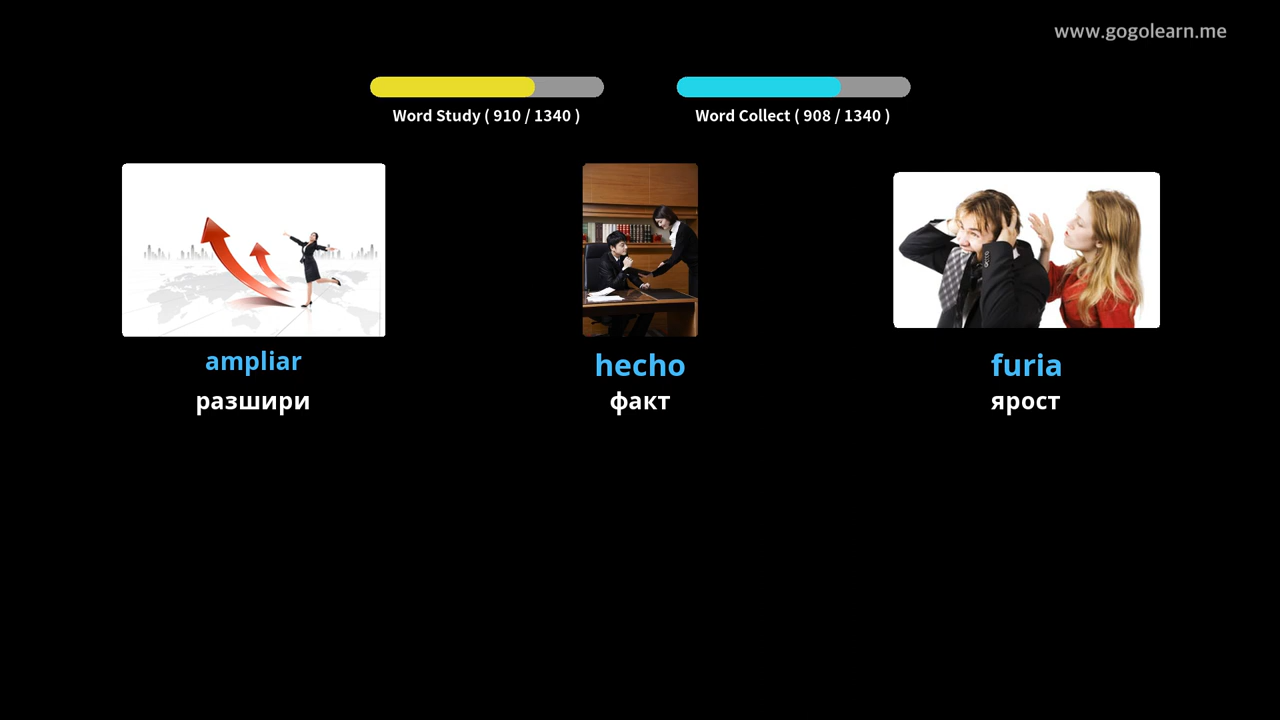 www.gogolearn.me
Word Study ( 910 / 1340 )
Word Collect ( 908 / 1340 )
ampliar
разшири
hecho
факт
furia
ярост